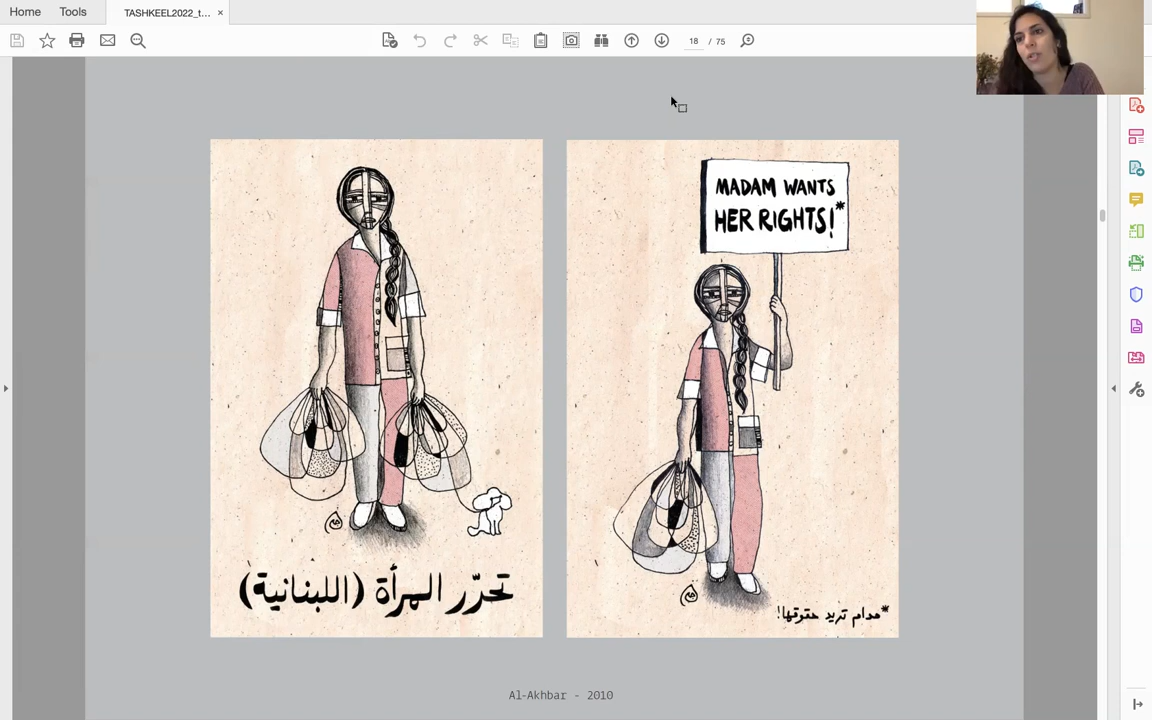 Home
Tools
TASHKEEL2022_t...
×
18 / 75
MADAM WANTS
HER RIGHTS!*
تحرّر المرأة (اللبنانية)
*مدام تريد حقوقها!
Al-Akhbar - 2010